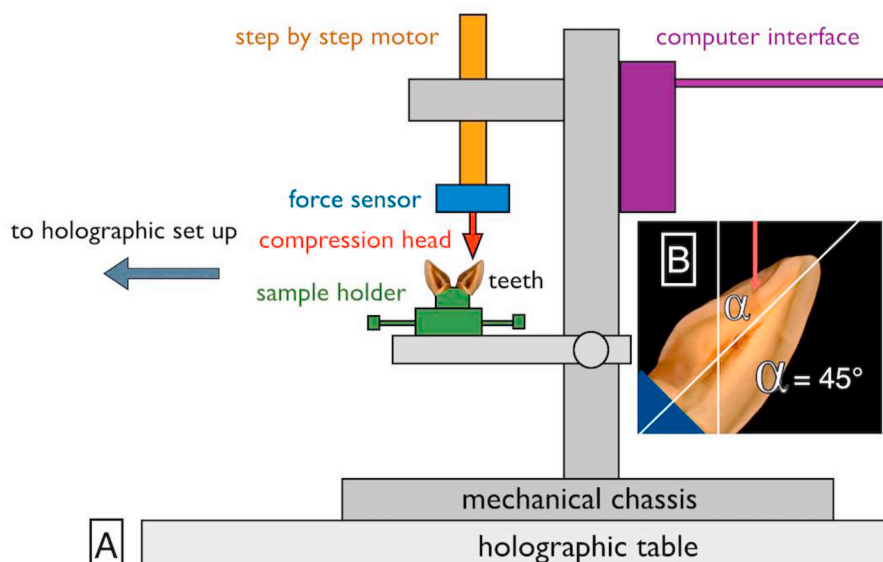 step by step motor
computer interface
force sensor
to holographic set up
compression head
teeth
sample holder
B
α
α = 45°
mechanical chassis
A
holographic table